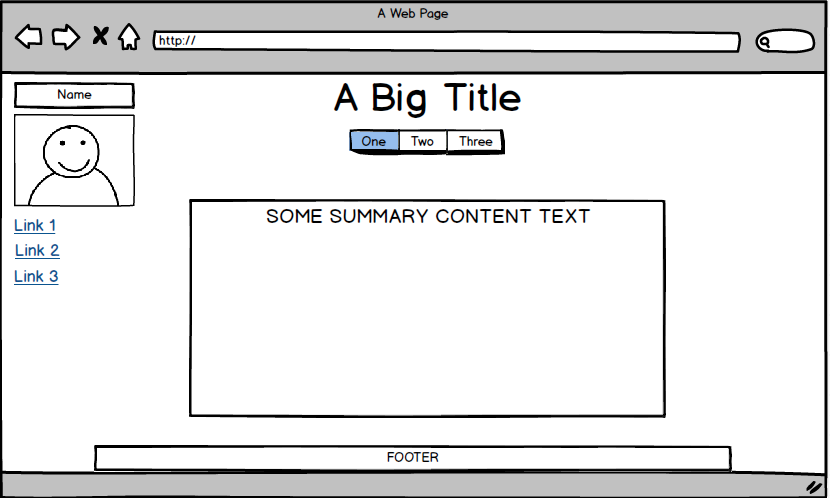 A Web Page
http://
Name
A Big Title
One Two Three
Link 1
Link 2
Link 3
SOME SUMMARY CONTENT TEXT
FOOTER